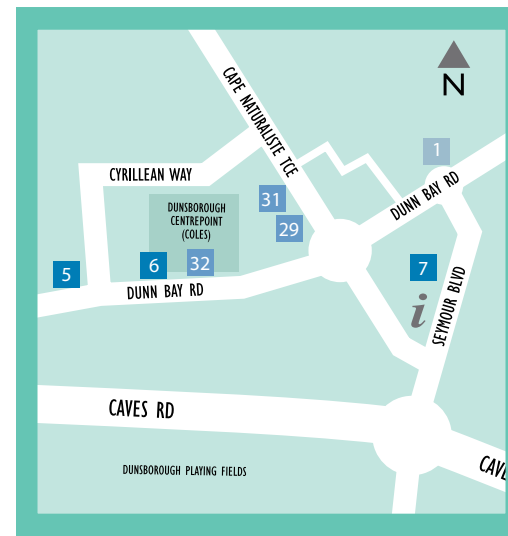 N
CAPE NATURALISTE TCE
1
CYRILLEAN WAY
DUNN BAY RD
31
DUNSBOROUGH
CENTREPOINT
(COLES)
29
7
5
6
32
i
SEYMOUR BLVD
DUNN BAY RD
CAVES RD
CAVE
DUNSBOROUGH PLAYING FIELDS